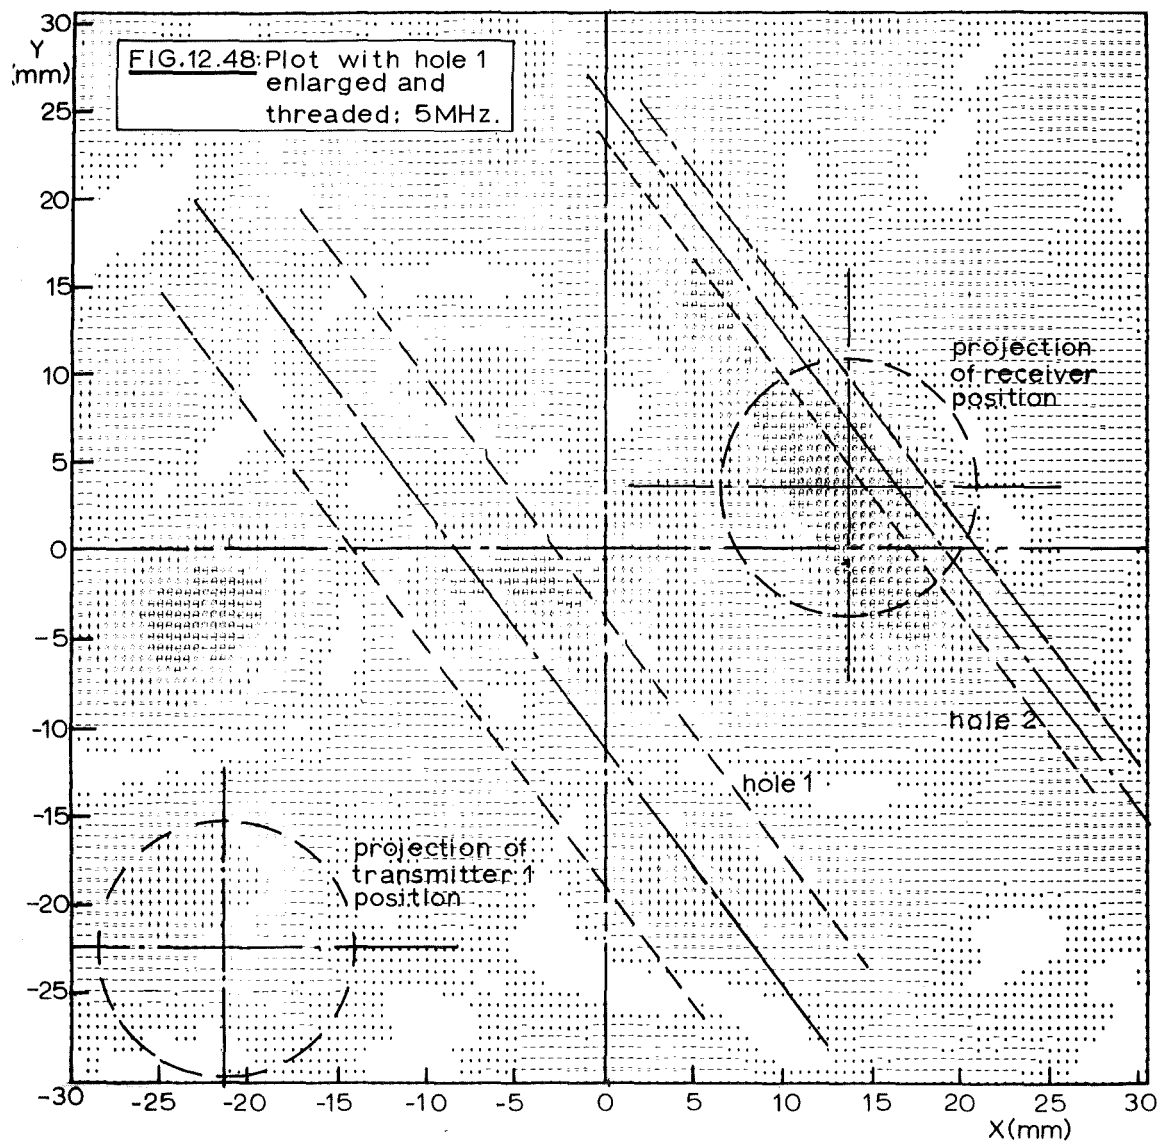 30
Y
(mm)
FIG.12.48: Plot with hole 1
enlarged and
threaded: 5MHz.
25
20
15
10
5
0
-5
-10
-15
-20
-25
-30
projection
of receiver
position
hole 2
hole 1
projection of
transmitter 1
position
-25
-20
-15
-10
-5
0
5
10
15
20
25
30
X(mm)